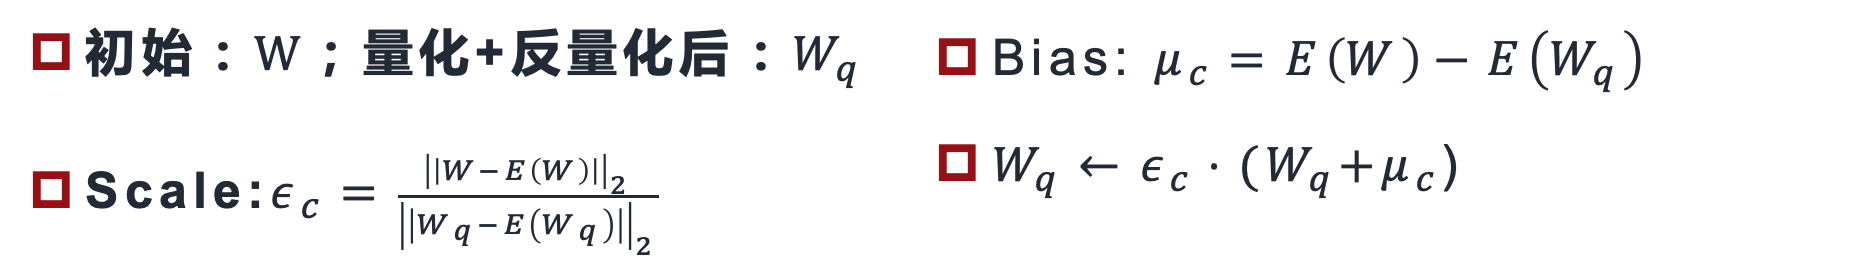 初始：W；量化+反量化后：W_q
Scale: ϵ_c = ||W − E(W)||_2 / ||W_q − E(W_q)||_2
Bias: μ_c = E(W) − E(W_q)
W_q ← ϵ_c · (W_q+μ_c)